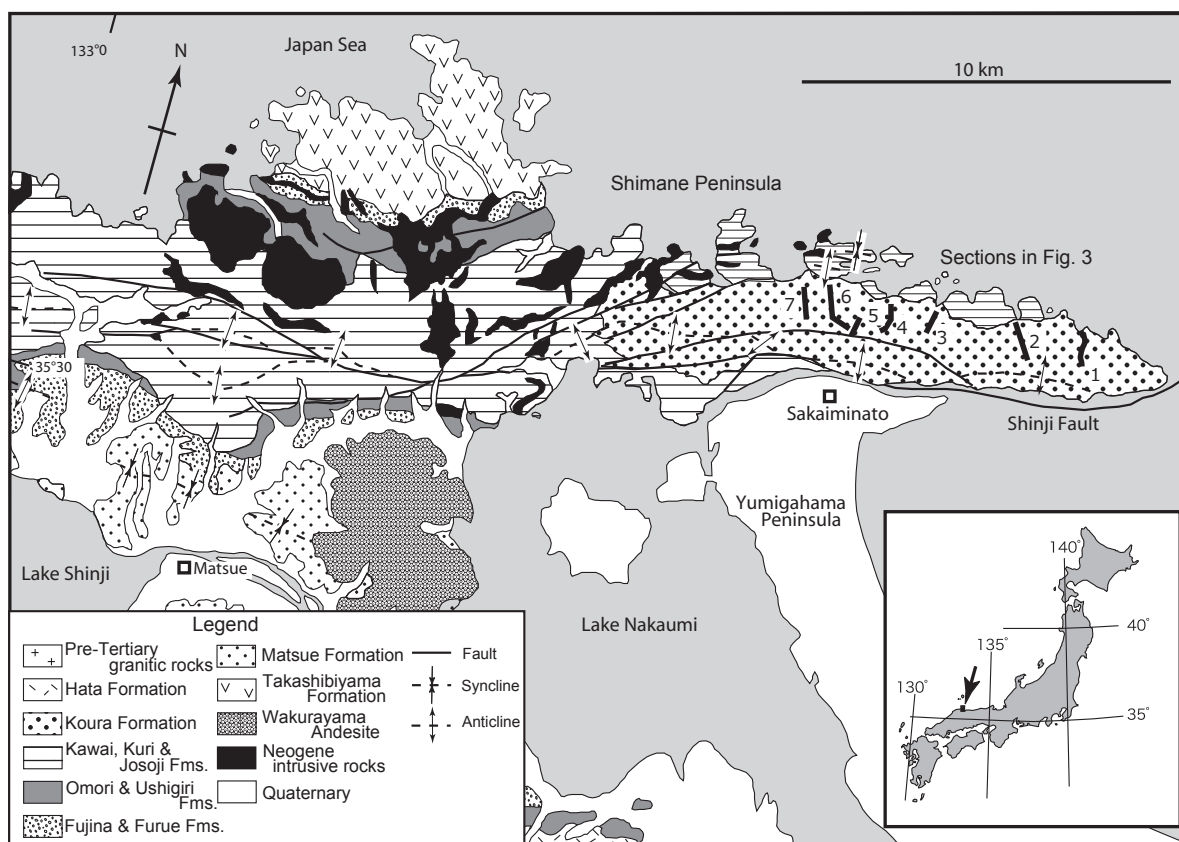 133°0
N
Japan Sea
10 km
Shimane Peninsula
Sections in Fig. 3
7
6
5
4
3
2
1
35°30
Sakaiminato
Shinji Fault
Yumigahama
Peninsula
Lake Shinji
Matsue
Lake Nakaumi
Legend
Pre-Tertiary
granitic rocks
Hata Formation
Koura Formation
Kawai, Kuri &
Josoji Fms.
Omori & Ushigiri
Fms.
Fujina & Furue Fms.
Matsue Formation
Takashibiyama
Formation
Wakurayama
Andesite
Neogene
intrusive rocks
Quaternary
Fault
Syncline
Anticline
140°
135°
40°
130°
35°